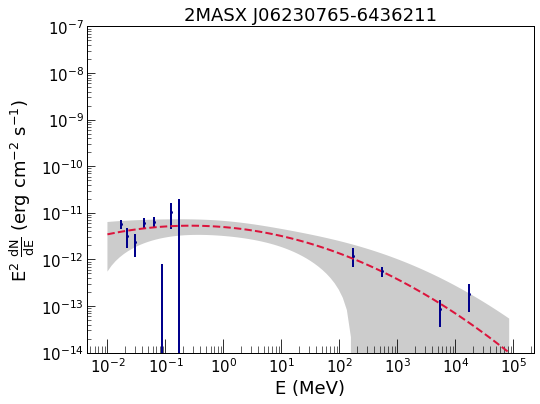 2MASX J06230765-6436211
E² dN/dE (erg cm⁻² s⁻¹)
10⁻⁷
10⁻⁸
10⁻⁹
10⁻¹⁰
10⁻¹¹
10⁻¹²
10⁻¹³
10⁻¹⁴
10⁻² 10⁻¹ 10⁰ 10¹ 10² 10³ 10⁴ 10⁵
E (MeV)